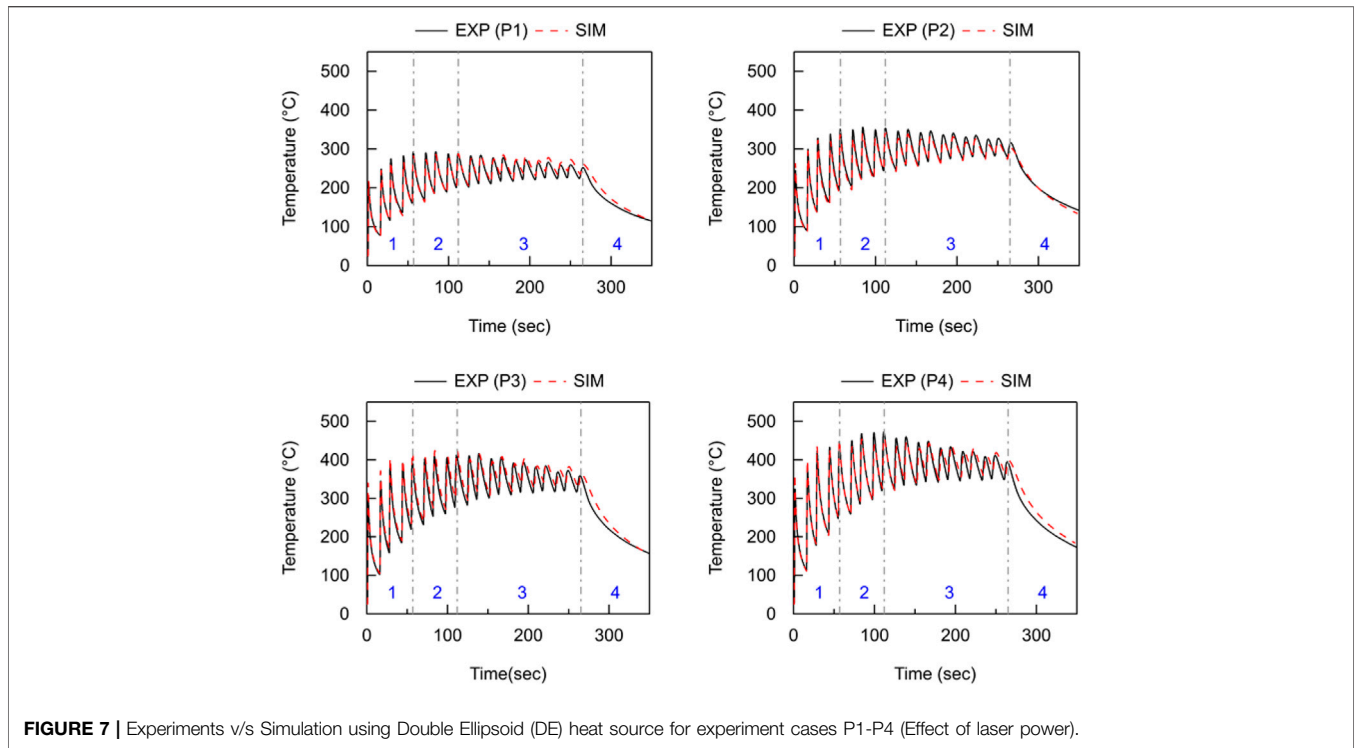 EXP (P1) SIM
500
400
300
200
100
0
Temperature (°C)
1 2 3 4
0 100 200 300
Time (sec)
EXP (P2) SIM
500
400
300
200
100
0
Temperature (°C)
1 2 3 4
0 100 200 300
Time (sec)
EXP (P3) SIM
500
400
300
200
100
0
Temperature (°C)
1 2 3 4
0 100 200 300
Time(sec)
EXP (P4) SIM
500
400
300
200
100
0
Temperature (°C)
1 2 3 4
0 100 200 300
Time (sec)
FIGURE 7 | Experiments v/s Simulation using Double Ellipsoid (DE) heat source for experiment cases P1-P4 (Effect of laser power).